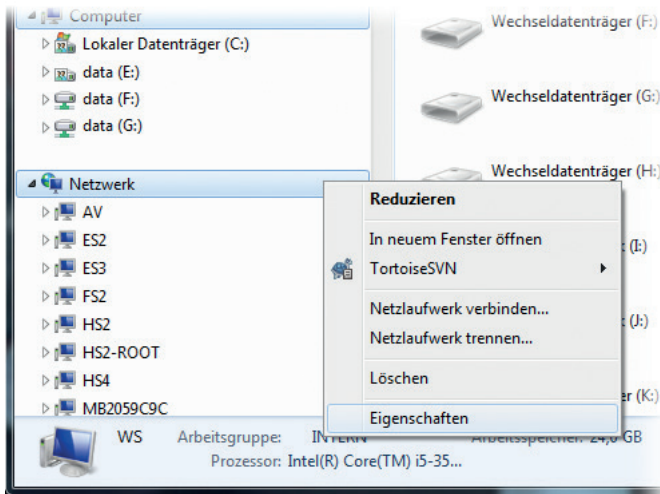 Computer
Lokaler Datenträger (C:)
data (E:)
data (F:)
data (G:)
Netzwerk
AV
ES2
ES3
FS2
HS2
HS2-ROOT
HS4
MB2059C9C
Wechseldatenträger (F:)
Wechseldatenträger (G:)
Wechseldatenträger (H:)
(I:)
(J:)
(K:)
Reduzieren
In neuem Fenster öffnen
TortoiseSVN
Netzlaufwerk verbinden...
Netzlaufwerk trennen...
Löschen
Eigenschaften
WS Arbeitsgruppe: INTERN Arbeitsspeicher: 24,0 GB
Prozessor: Intel(R) Core(TM) i5-35...